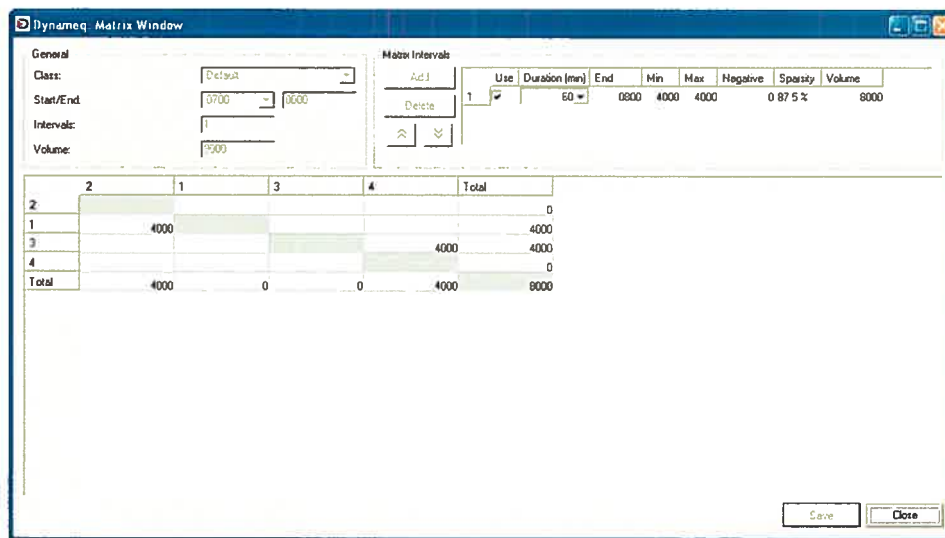 Dynameq: Matrix Window
General
Class: Default
Start/End: 0700 0800
Intervals: 1
Volume:
Matrix Intervals
Add
Delete
Use Duration (min) End Min Max Negative Sparsity Volume
1 60 0800 4000 4000 0 87.5 % 8000
2 1 3 4 Total
2 0
1 4000 4000
3 4000 4000
4 0
Total 4000 0 0 4000 8000
Save Close